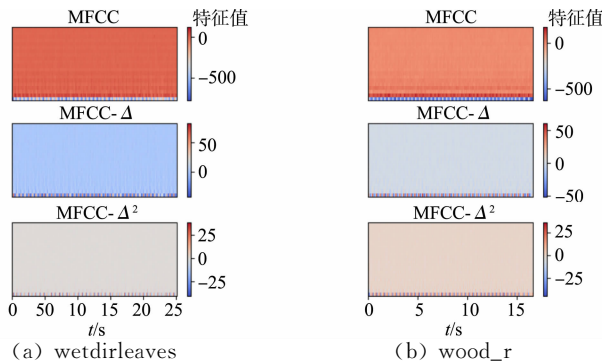 MFCC 特征值
0
−500
MFCC-Δ
50
0
MFCC-Δ²
25
0
−25
0 50 10 15 20 25
t/s
(a) wetdirleaves
MFCC 特征值
0
−500
MFCC-Δ
50
0
−50
MFCC-Δ²
25
0
−25
0 5 10 15
t/s
(b) wood_r